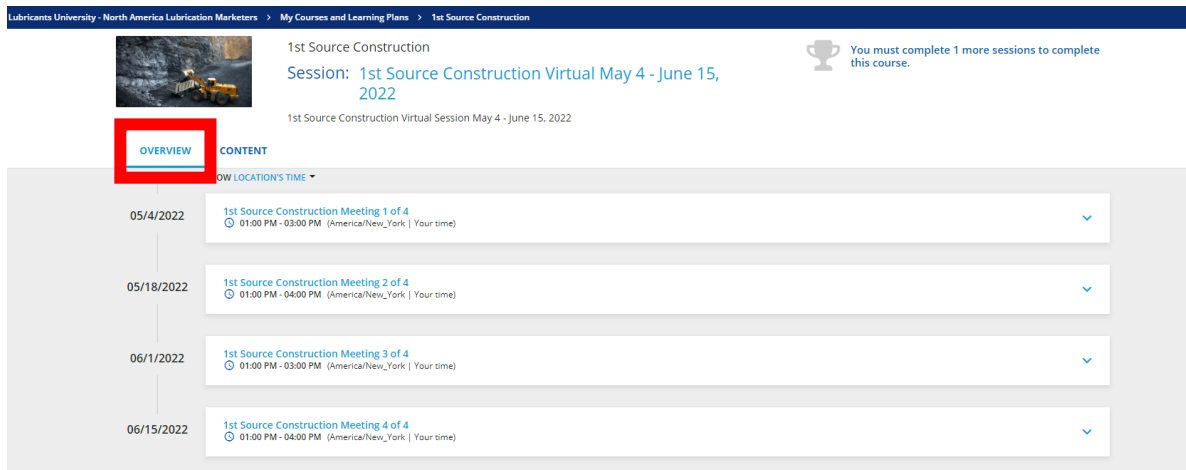 Lubricants University - North America Lubrication Marketers > My Courses and Learning Plans > 1st Source Construction
1st Source Construction
Session: 1st Source Construction Virtual May 4 - June 15,
2022
1st Source Construction Virtual Session May 4 - June 15, 2022
You must complete 1 more sessions to complete
this course.
OVERVIEW CONTENT
OW LOCATION'S TIME
05/4/2022
1st Source Construction Meeting 1 of 4
01:00 PM - 03:00 PM (America/New_York | Your time)
05/18/2022
1st Source Construction Meeting 2 of 4
01:00 PM - 04:00 PM (America/New_York | Your time)
06/1/2022
1st Source Construction Meeting 3 of 4
01:00 PM - 03:00 PM (America/New_York | Your time)
06/15/2022
1st Source Construction Meeting 4 of 4
01:00 PM - 04:00 PM (America/New_York | Your time)